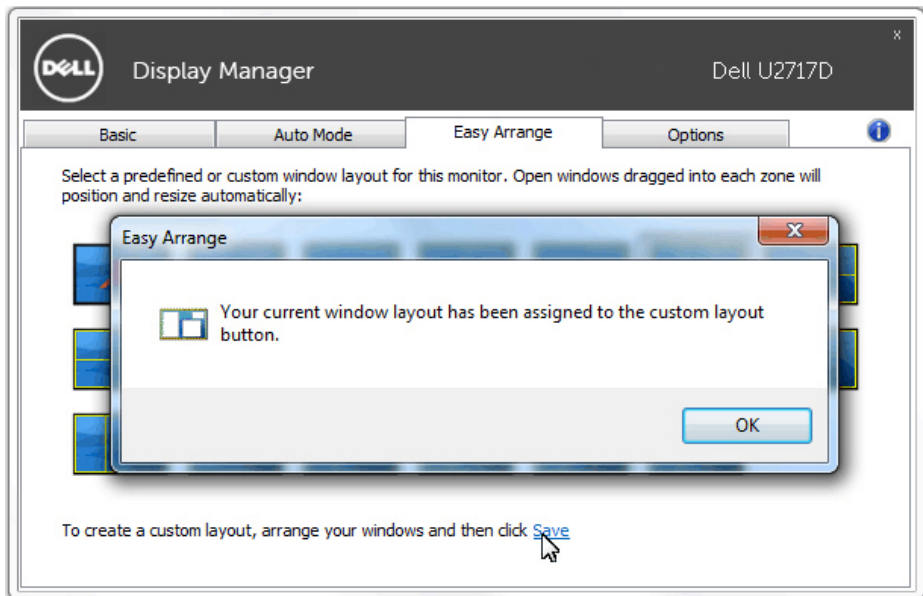 DELL
Display Manager
Dell U2717D
x
Basic
Auto Mode
Easy Arrange
Options
i
Select a predefined or custom window layout for this monitor. Open windows dragged into each zone will
position and resize automatically:
Easy Arrange
x
Your current window layout has been assigned to the custom layout
button.
OK
To create a custom layout, arrange your windows and then click Save